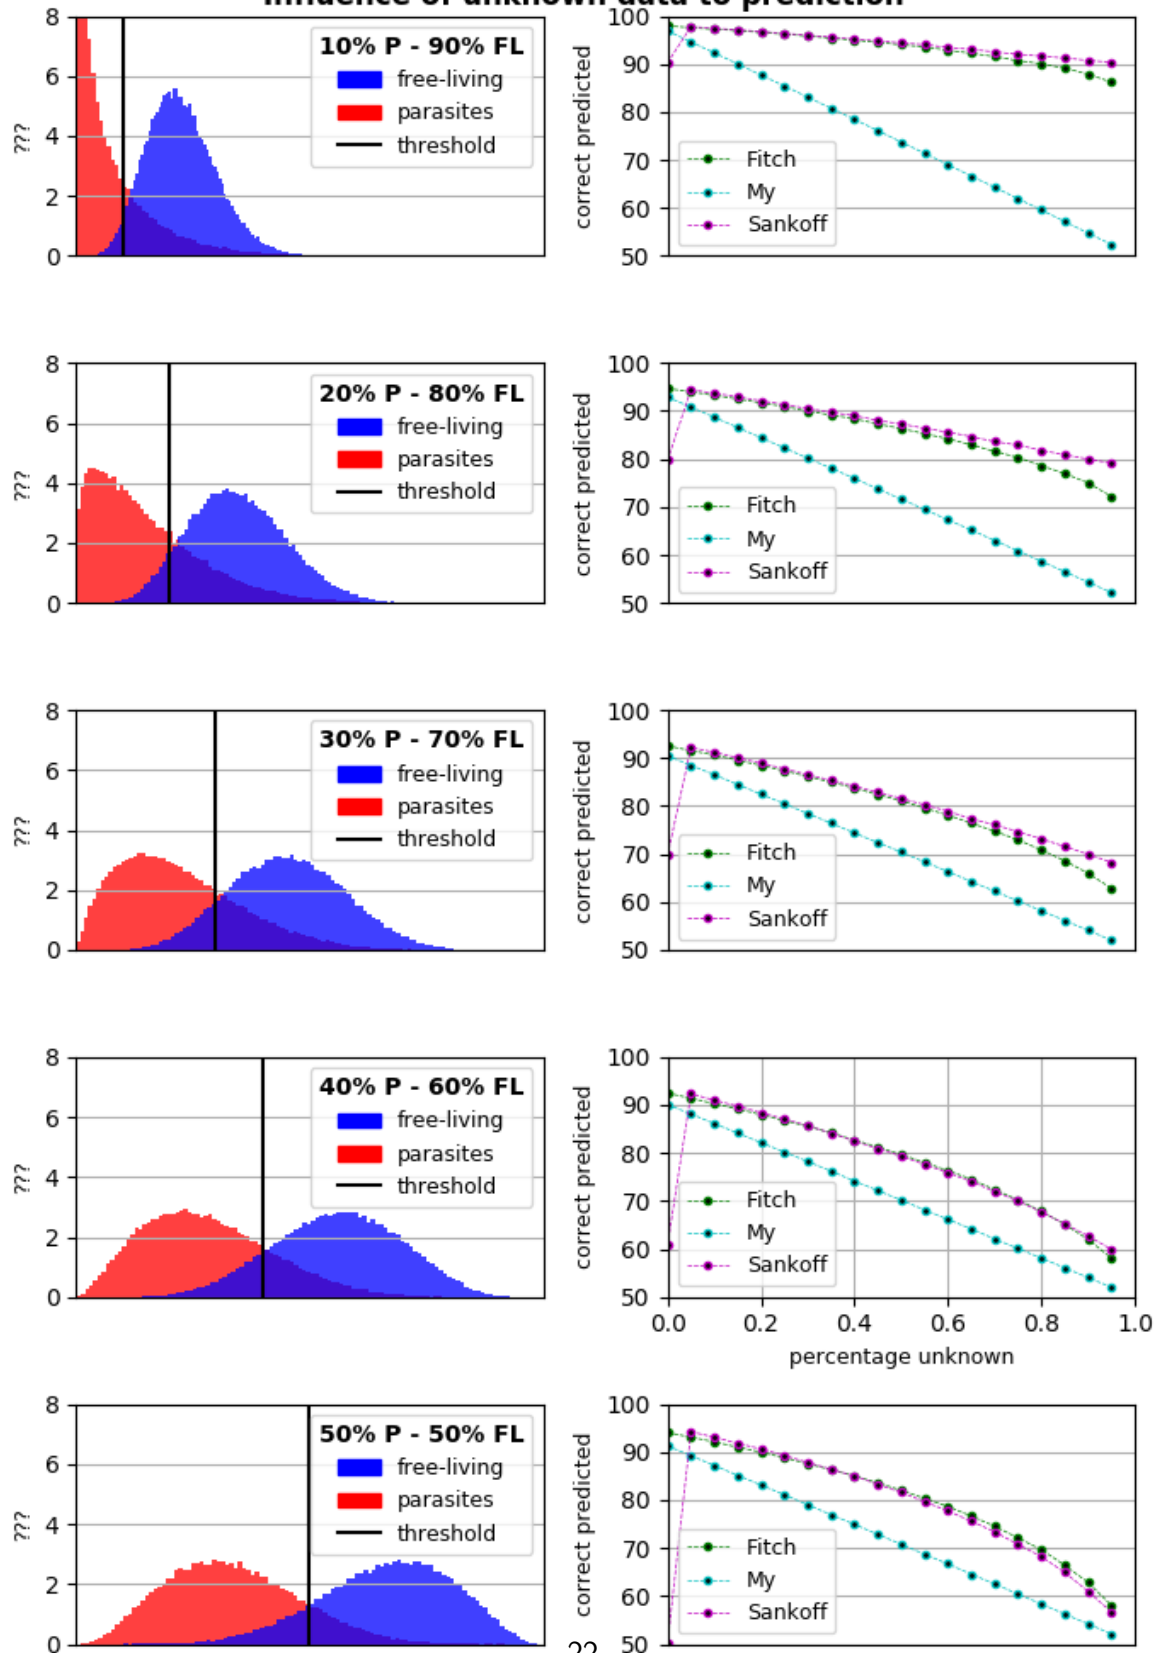 Influence of unknown data to prediction
8
6
4
2
0
???
10% P - 90% FL
free-living
parasites
threshold
100
90
80
70
60
50
correct predicted
Fitch
My
Sankoff
8
6
4
2
0
???
20% P - 80% FL
free-living
parasites
threshold
100
90
80
70
60
50
correct predicted
Fitch
My
Sankoff
8
6
4
2
0
???
30% P - 70% FL
free-living
parasites
threshold
100
90
80
70
60
50
correct predicted
Fitch
My
Sankoff
8
6
4
2
0
???
40% P - 60% FL
free-living
parasites
threshold
100
90
80
70
60
50
correct predicted
Fitch
My
Sankoff
0.0 0.2 0.4 0.6 0.8 1.0
percentage unknown
8
6
4
2
0
???
50% P - 50% FL
free-living
parasites
threshold
100
90
80
70
60
50
correct predicted
Fitch
My
Sankoff
22